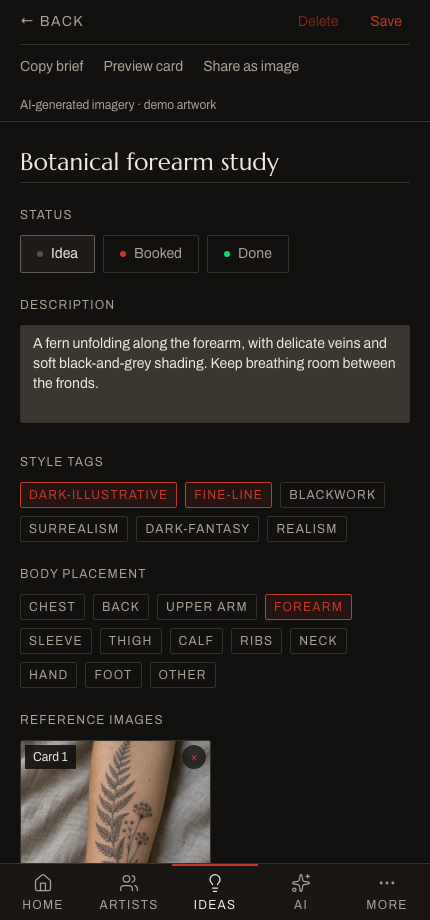 ← BACK
Delete
Save
Copy brief
Preview card
Share as image
AI-generated imagery · demo artwork
Botanical forearm study
STATUS
Idea
Booked
Done
DESCRIPTION
A fern unfolding along the forearm, with delicate veins and
soft black-and-grey shading. Keep breathing room between
the fronds.
STYLE TAGS
DARK-ILLUSTRATIVE
FINE-LINE
BLACKWORK
SURREALISM
DARK-FANTASY
REALISM
BODY PLACEMENT
CHEST
BACK
UPPER ARM
FOREARM
SLEEVE
THIGH
CALF
RIBS
NECK
HAND
FOOT
OTHER
REFERENCE IMAGES
Card 1
×
HOME
ARTISTS
IDEAS
AI
MORE